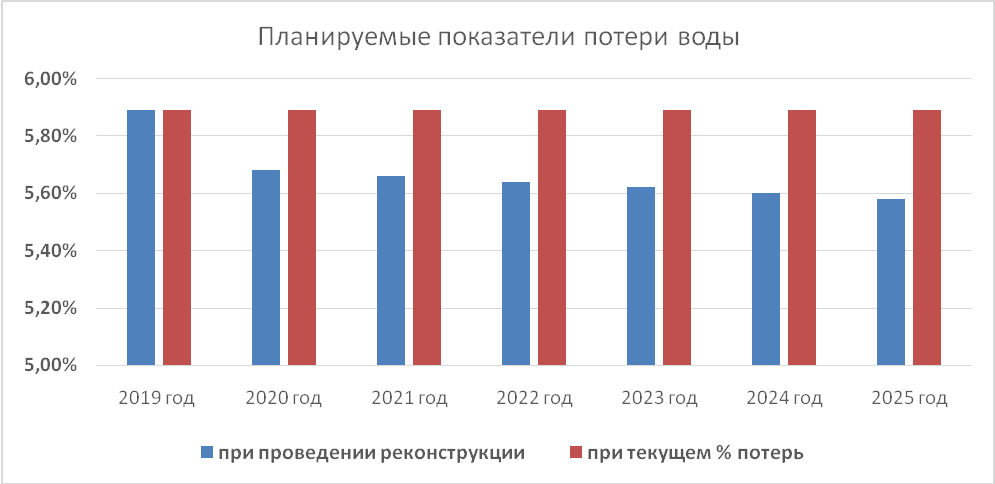 Планируемые показатели потери воды
6,00%
5,80%
5,60%
5,40%
5,20%
5,00%
2019 год 2020 год 2021 год 2022 год 2023 год 2024 год 2025 год
при проведении реконструкции при текущем % потерь